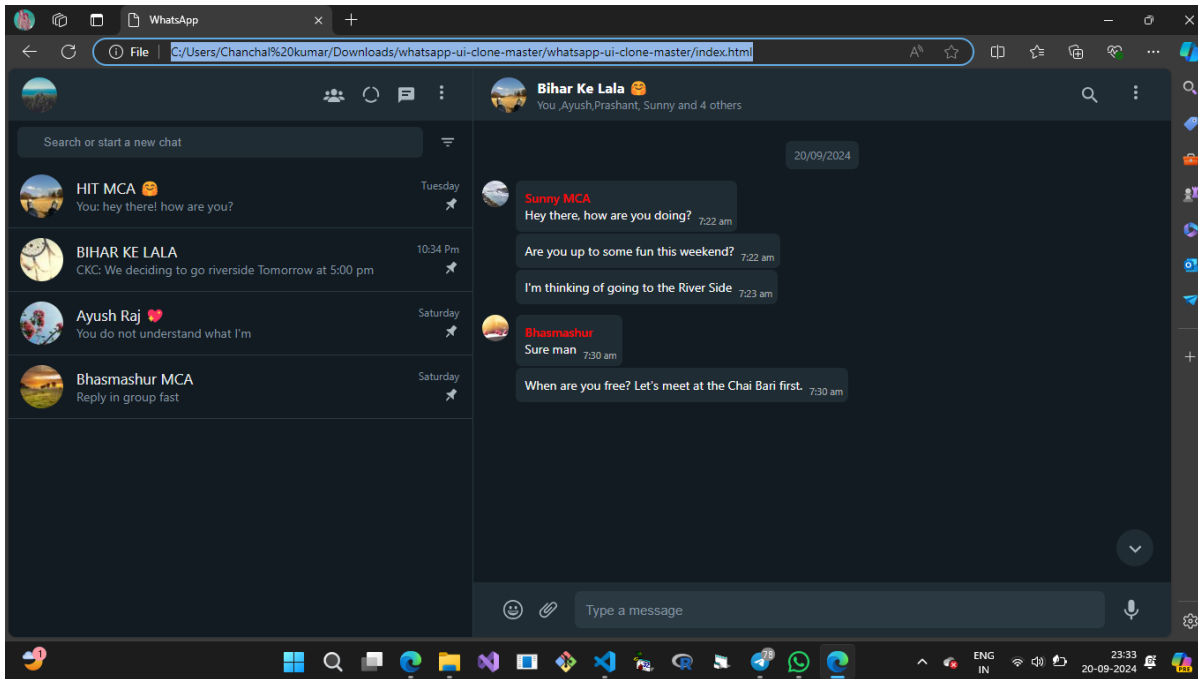 WhatsApp
File
C:/Users/Chanchal%20kumar/Downloads/whatsapp-ui-clone-master/whatsapp-ui-clone-master/index.html
Bihar Ke Lala 🤗
You ,Ayush,Prashant, Sunny and 4 others
Search or start a new chat
HIT MCA 🤗
Tuesday
You: hey there! how are you?
BIHAR KE LALA
10:34 Pm
CKC: We deciding to go riverside Tomorrow at 5:00 pm
Ayush Raj 💖
Saturday
You do not understand what I'm
Bhasmashur MCA
Saturday
Reply in group fast
20/09/2024
Sunny MCA
Hey there, how are you doing? 7:22 am
Are you up to some fun this weekend? 7:22 am
I'm thinking of going to the River Side 7:23 am
Bhasmashur
Sure man 7:30 am
When are you free? Let's meet at the Chai Bari first. 7:30 am
Type a message
1
78
ENG
IN
23:33
20-09-2024
PRE